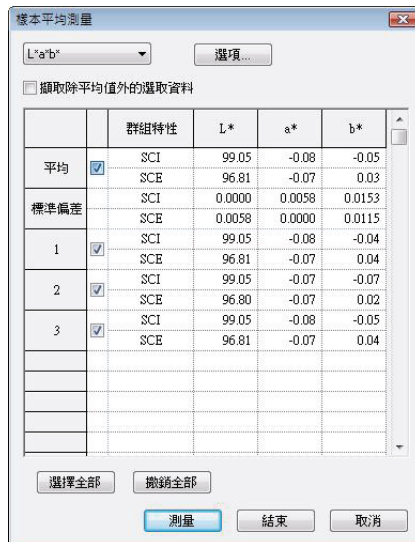 樣本平均測量
L*a*b* 選項...
擷取除平均值外的選取資料
群組特性 L* a* b*
平均 SCI 99.05 -0.08 -0.05
SCE 96.81 -0.07 0.03
標準偏差 SCI 0.0000 0.0058 0.0153
SCE 0.0058 0.0000 0.0115
1 SCI 99.05 -0.08 -0.04
SCE 96.81 -0.07 0.04
2 SCI 99.05 -0.07 -0.07
SCE 96.80 -0.07 0.02
3 SCI 99.05 -0.08 -0.05
SCE 96.81 -0.07 0.04
選擇全部 撤銷全部
測量 結束 取消